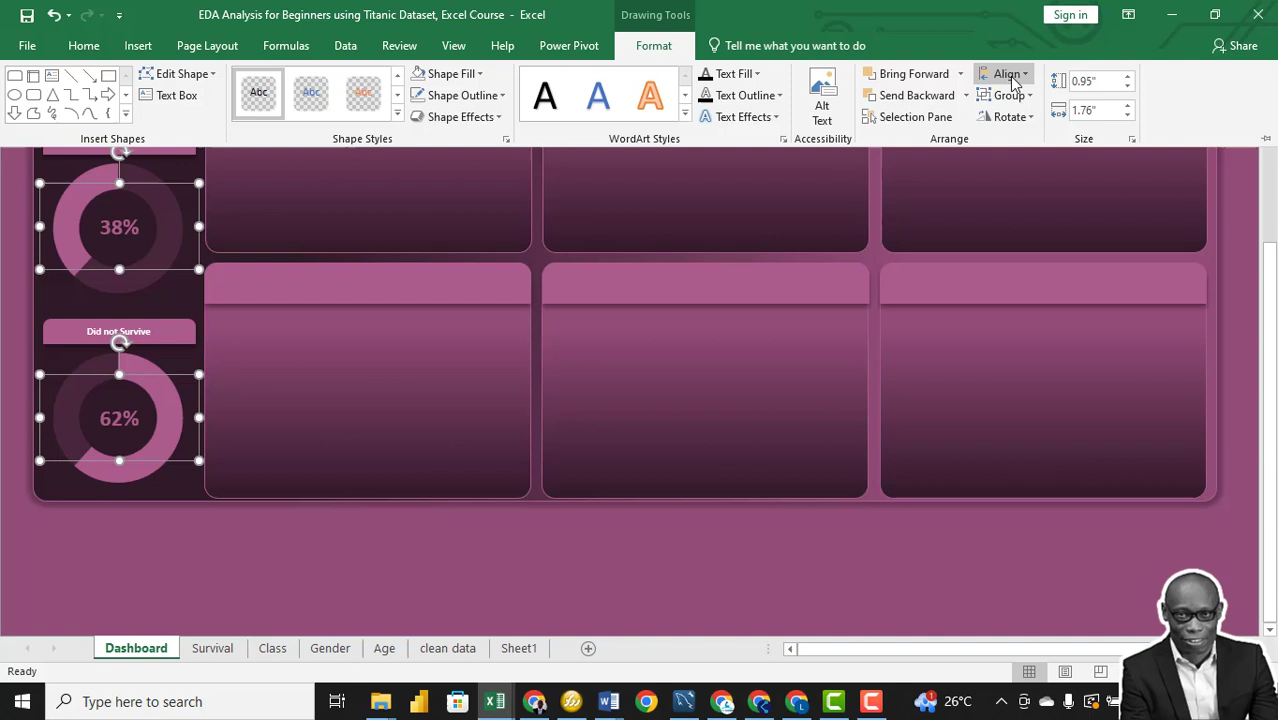 EDA Analysis for Beginners using Titanic Dataset, Excel Course - Excel
Drawing Tools
Sign in
File
Home
Insert
Page Layout
Formulas
Data
Review
View
Help
Power Pivot
Format
Tell me what you want to do
Share
Edit Shape
Text Box
Insert Shapes
Abc
Abc
Abc
Shape Fill
Shape Outline
Shape Effects
Shape Styles
A
A
A
Text Fill
Text Outline
Text Effects
WordArt Styles
Alt
Text
Accessibility
Bring Forward
Send Backward
Selection Pane
Align
Group
Rotate
Arrange
0.95"
1.76"
Size
38%
Did not Survive
62%
Dashboard
Survival
Class
Gender
Age
clean data
Sheet1
Ready
Type here to search
1
26°C